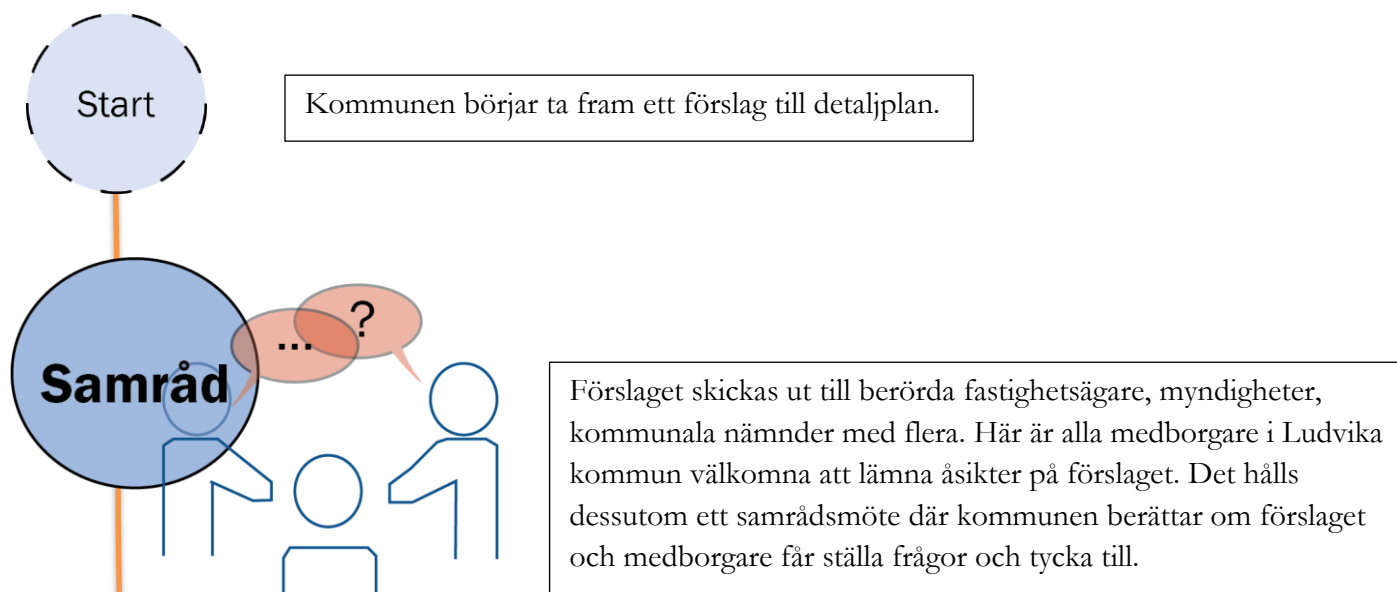 Start
Kommunen börjar ta fram ett förslag till detaljplan.
... ?
Samråd
Förslaget skickas ut till berörda fastighetsägare, myndigheter,
kommunala nämnder med flera. Här är alla medborgare i Ludvika
kommun välkomna att lämna åsikter på förslaget. Det hålls
dessutom ett samrådsmöte där kommunen berättar om förslaget
och medborgare får ställa frågor och tycka till.